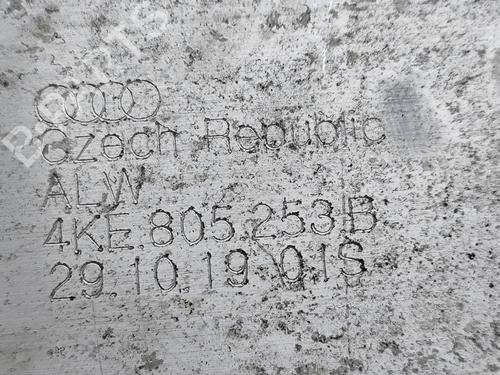 Czech Republic
ALW
4KE.805.253.B
29.10.19 01S